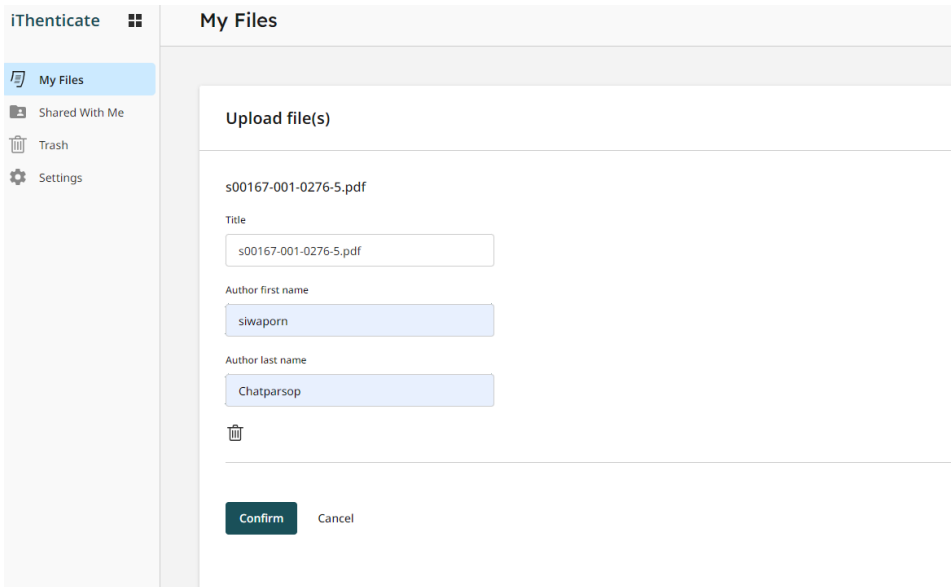 iThenticate
My Files
My Files
Shared With Me
Trash
Settings
Upload file(s)
s00167-001-0276-5.pdf
Title
s00167-001-0276-5.pdf
Author first name
siwaporn
Author last name
Chatparsop
Confirm Cancel